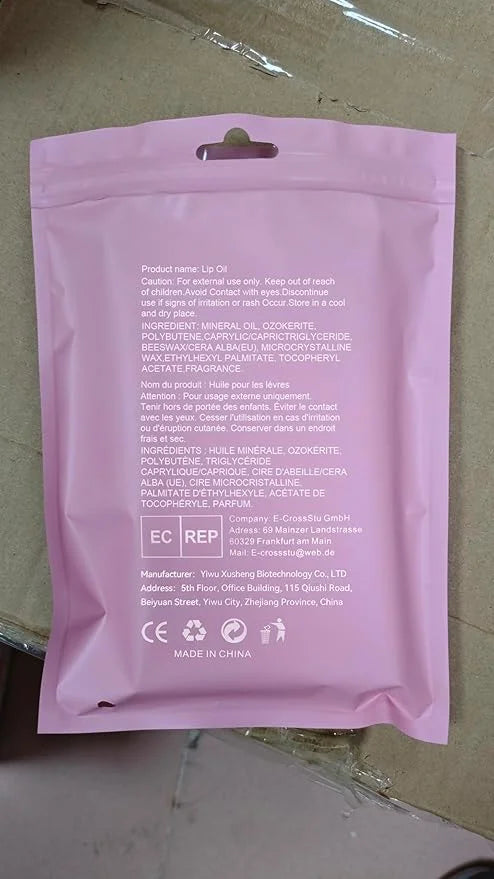 Product name: Lip Oil
Caution: For external use only. Keep out of reach
of children.Avoid Contact with eyes.Discontinue
use if signs of irritation or rash Occur.Store in a cool
and dry place.
INGREDIENT: MINERAL OIL, OZOKERITE,
POLYBUTENE,CAPRYLIC/CAPRICTRIGLYCERIDE,
BEESWAX/CERA ALBA(EU), MICROCRYSTALLINE
WAX,ETHYLHEXYL PALMITATE, TOCOPHERYL
ACETATE,FRAGRANCE.
Nom du produit : Huile pour les lévres
Attention : Pour usage externe uniquement.
Tenir hors de portée des enfants. Éviter le contact
avec les yeux. Cesser l'utilisation en cas d'irritation
ou d'éruption cutanée. Conserver dans un endroit
frais et sec.
INGRÉDIENTS : HUILE MINÉRALE, OZOKÉRITE,
POLYBUTÈNE, TRIGLYCÉRIDE
CAPRYLIQUE/CAPRIQUE, CIRE D'ABEILLE/CERA
ALBA (UE), CIRE MICROCRISTALLINE,
PALMITATE D'ÉTHYLHEXYLE, ACÉTATE DE
TOCOPHÉRYLE, PARFUM.
EC REP
Company: E-CrossStu GmbH
Adress: 69 Mainzer Landstrasse
60329 Frankfurt am Main
Mail: E-crossstu@web.de
Manufacturer: Yiwu Xusheng Biotechnology Co., LTD
Address: 5th Floor, Office Building, 115 Qiushi Road,
Beiyuan Street, Yiwu City, Zhejiang Province, China
CE
MADE IN CHINA